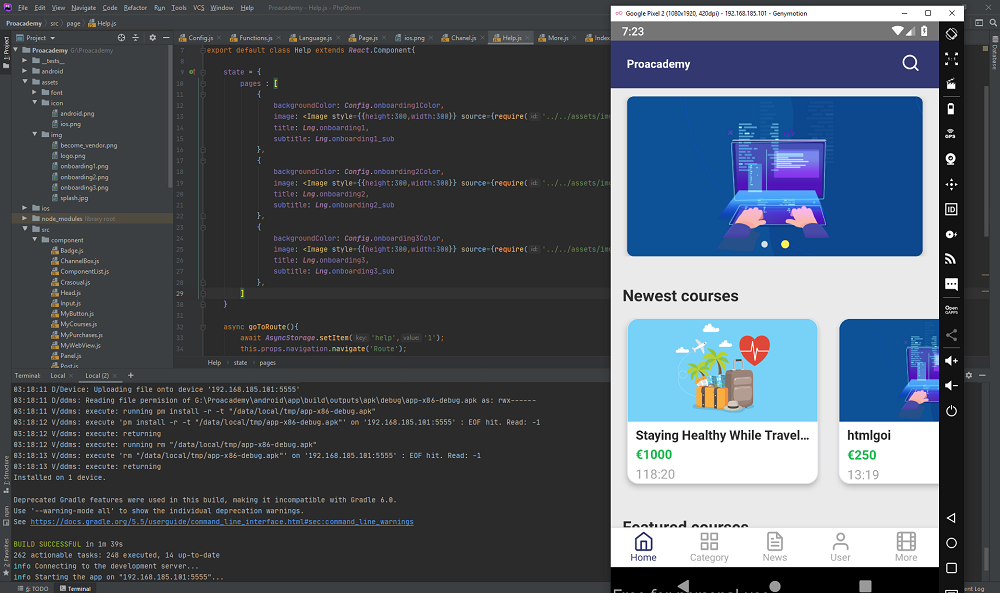 File Edit View Navigate Code Refactor Run Tools VCS Window Help Proacademy - Help.js - PhpStorm
Proacademy src page Help.js
Project
Config.js Functions.js Language.js Page.js ios.png Chanel.js Help.js More.js Index
Proacademy G:\Proacademy
__tests__
android
assets
font
icon
android.png
ios.png
img
become_vendor.png
logo.png
onboarding1.png
onboarding2.png
onboarding3.png
splash.jpg
ios
node_modules library root
src
component
Badge.js
ChannelBox.js
ComponentList.js
Crasoual.js
Head.js
Input.js
MyButton.js
MyCourses.js
MyPurchases.js
MyWebView.js
Panel.js
Post.js
export default class Help extends React.Component{
state = {
pages : [
{
backgroundColor: Config.onboarding1Color,
image: <Image style={{height:300,width:300}} source={require( id: '../../assets/im
title: Lng.onboarding1,
subtitle: Lng.onboarding1_sub
},
{
backgroundColor: Config.onboarding2Color,
image: <Image style={{height:300,width:300}} source={require( id: '../../assets/im
title: Lng.onboarding2,
subtitle: Lng.onboarding2_sub
},
{
backgroundColor: Config.onboarding3Color,
image: <Image style={{height:300,width:300}} source={require( id: '../../assets/im
title: Lng.onboarding3,
subtitle: Lng.onboarding3_sub
},
]
}
async goToRoute(){
await AsyncStorage.setItem( key: 'help', value: '1');
this.props.navigation.navigate('Route');
Help state pages
Terminal: Local Local (2)
03:18:11 D/Device: Uploading file onto device '192.168.185.101:5555'
03:18:11 D/ddms: Reading file permision of G:\Proacademy\android\app\build\outputs\apk\debug\app-x86-debug.apk as: rwx------
03:18:11 V/ddms: execute: running pm install -r -t "/data/local/tmp/app-x86-debug.apk"
03:18:12 V/ddms: execute 'pm install -r -t "/data/local/tmp/app-x86-debug.apk"' on '192.168.185.101:5555' : EOF hit. Read: -1
03:18:12 V/ddms: execute: returning
03:18:12 V/ddms: execute: running rm "/data/local/tmp/app-x86-debug.apk"
03:18:13 V/ddms: execute 'rm "/data/local/tmp/app-x86-debug.apk"' on '192.168.185.101:5555' : EOF hit. Read: -1
03:18:13 V/ddms: execute: returning
Installed on 1 device.
Deprecated Gradle features were used in this build, making it incompatible with Gradle 6.0.
Use '--warning-mode all' to show the individual deprecation warnings.
See https://docs.gradle.org/5.5/userguide/command_line_interface.html#sec:command_line_warnings
BUILD SUCCESSFUL in 1m 39s
262 actionable tasks: 248 executed, 14 up-to-date
info Connecting to the development server...
info Starting the app on "192.168.185.101:5555"...
6: TODO Terminal
Google Pixel 2 (1080x1920, 420dpi) - 192.168.185.101 - Genymotion
7:23
Proacademy
Newest courses
Staying Healthy While Travel...
€1000
118:20
htmlgoi
€250
13:19
Featured courses
Home Category News User More
Free for personal use
GPS
ID
Open GAPPS
1: Project
Database
Structure
npm
2: Favorites
ent Log